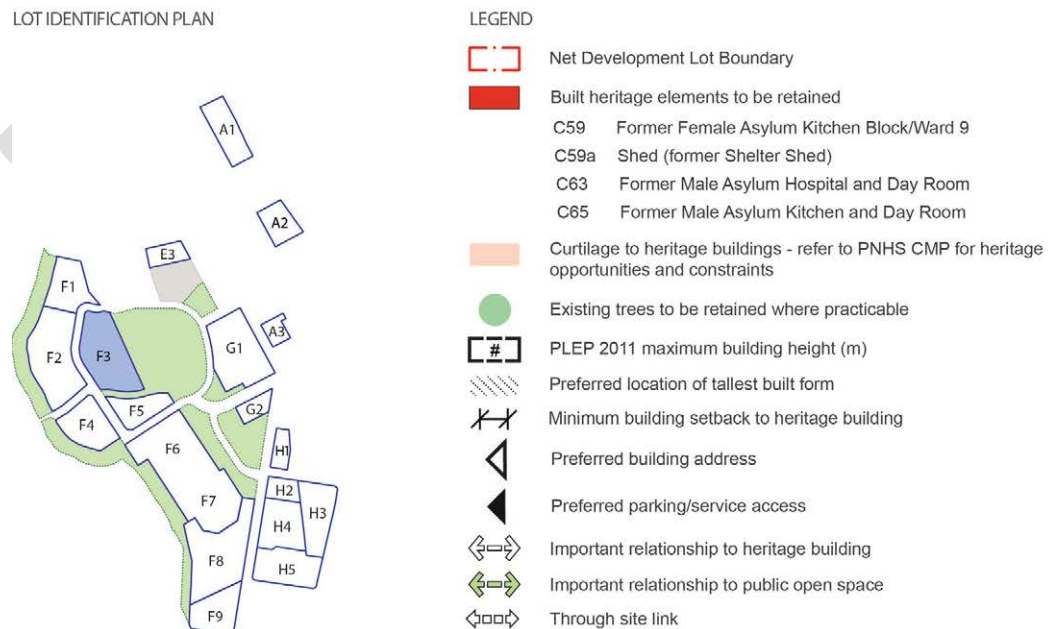 LOT IDENTIFICATION PLAN
A1
A2
E3
F1
A3
G1
F2
F3
F5
G2
F4
F6
H1
H2
F7
H3
H4
F8
H5
F9
LEGEND
Net Development Lot Boundary
Built heritage elements to be retained
C59 Former Female Asylum Kitchen Block/Ward 9
C59a Shed (former Shelter Shed)
C63 Former Male Asylum Hospital and Day Room
C65 Former Male Asylum Kitchen and Day Room
Curtilage to heritage buildings - refer to PNHS CMP for heritage
opportunities and constraints
Existing trees to be retained where practicable
# PLEP 2011 maximum building height (m)
Preferred location of tallest built form
Minimum building setback to heritage building
Preferred building address
Preferred parking/service access
Important relationship to heritage building
Important relationship to public open space
Through site link